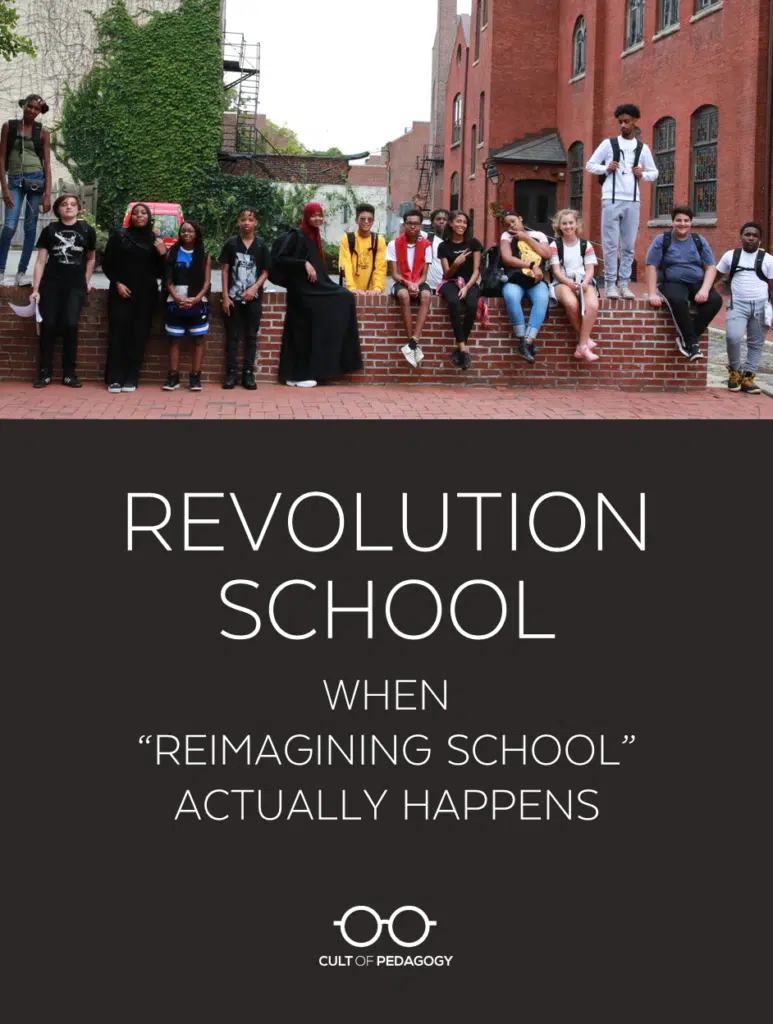 REVOLUTION
SCHOOL
WHEN
“REIMAGINING SCHOOL”
ACTUALLY HAPPENS
CULT OF PEDAGOGY